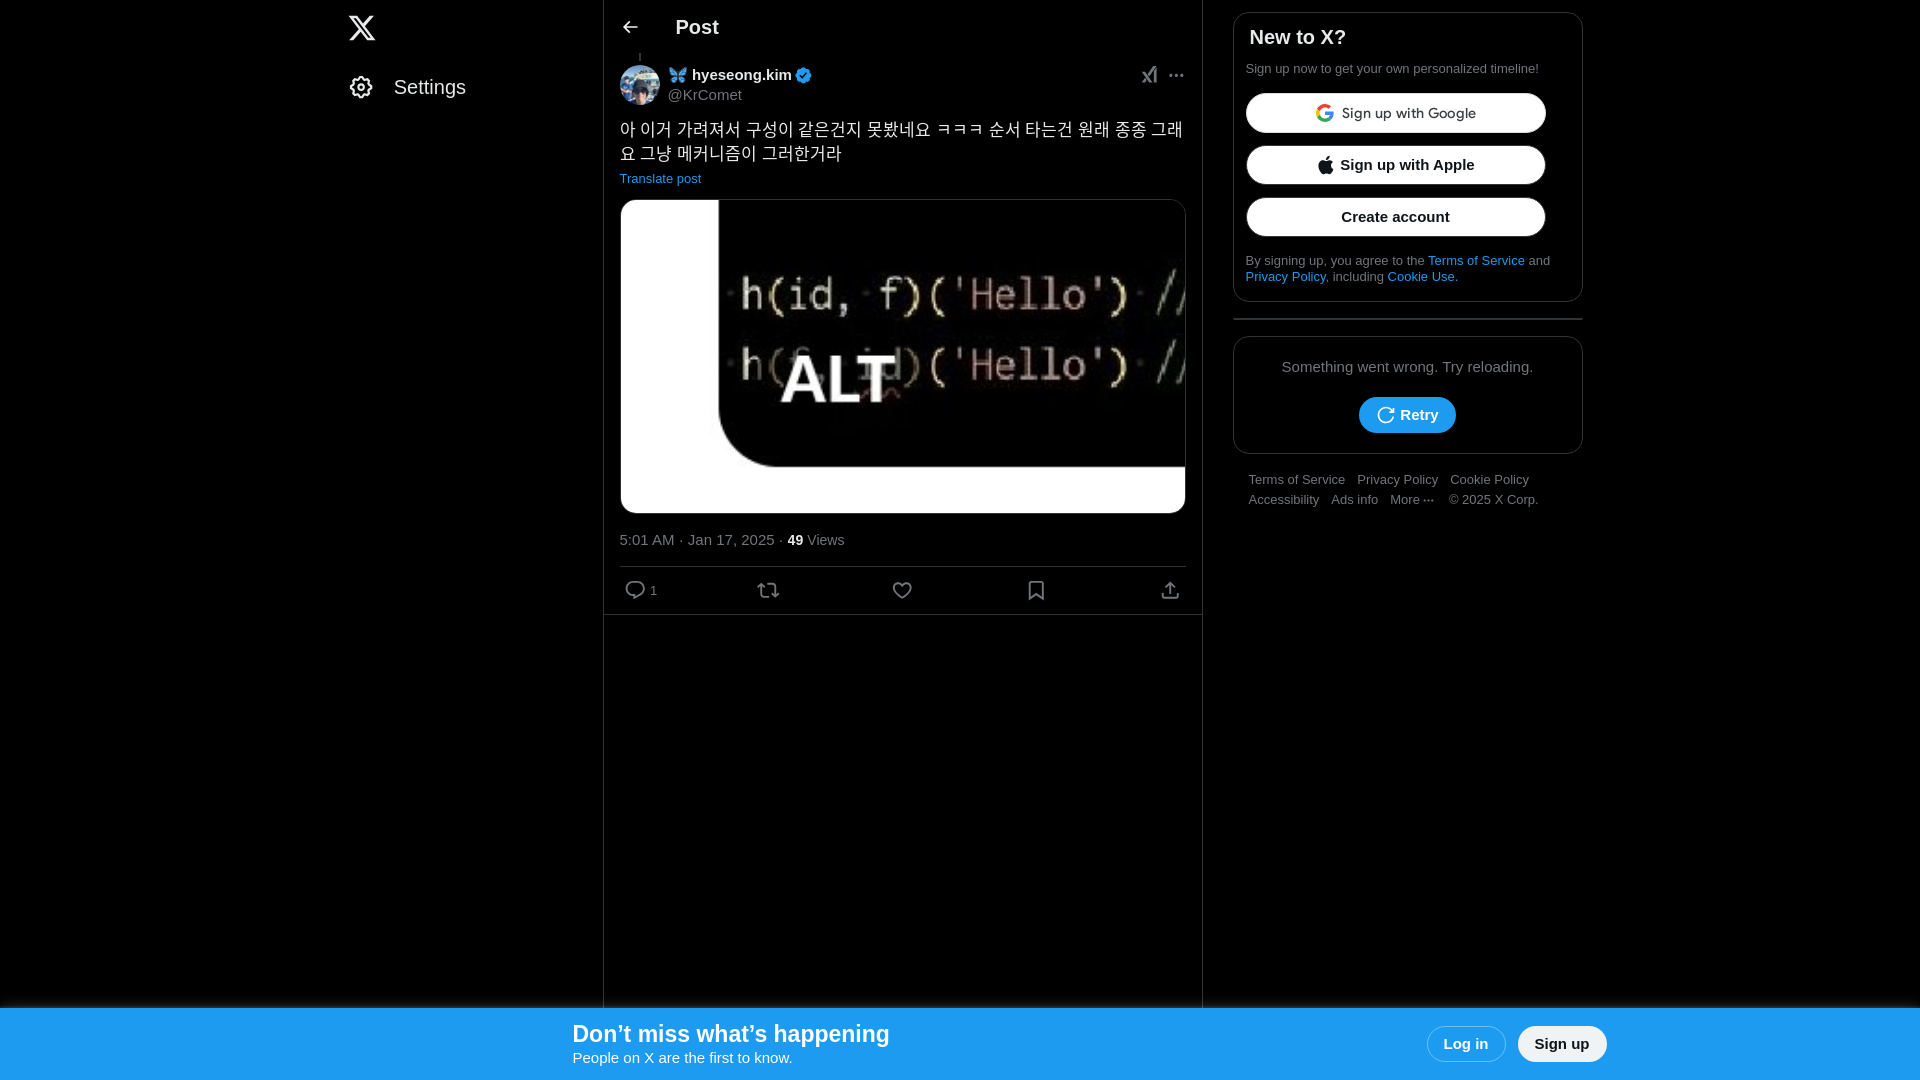 Settings
Post
hyeseong.kim
@KrComet
아 이거 가려져서 구성이 같은건지 못봤네요 ㅋㅋㅋ 순서 타는건 원래 종종 그래
요 그냥 메커니즘이 그러한거라
Translate post
h(id, f)('Hello') //
h(f, id)('Hello') //
ALT
5:01 AM · Jan 17, 2025 · 49 Views
1
New to X?
Sign up now to get your own personalized timeline!
Sign up with Google
Sign up with Apple
Create account
By signing up, you agree to the Terms of Service and
Privacy Policy, including Cookie Use.
Something went wrong. Try reloading.
Retry
Terms of Service Privacy Policy Cookie Policy
Accessibility Ads info More ··· © 2025 X Corp.
Don’t miss what’s happening
People on X are the first to know.
Log in
Sign up